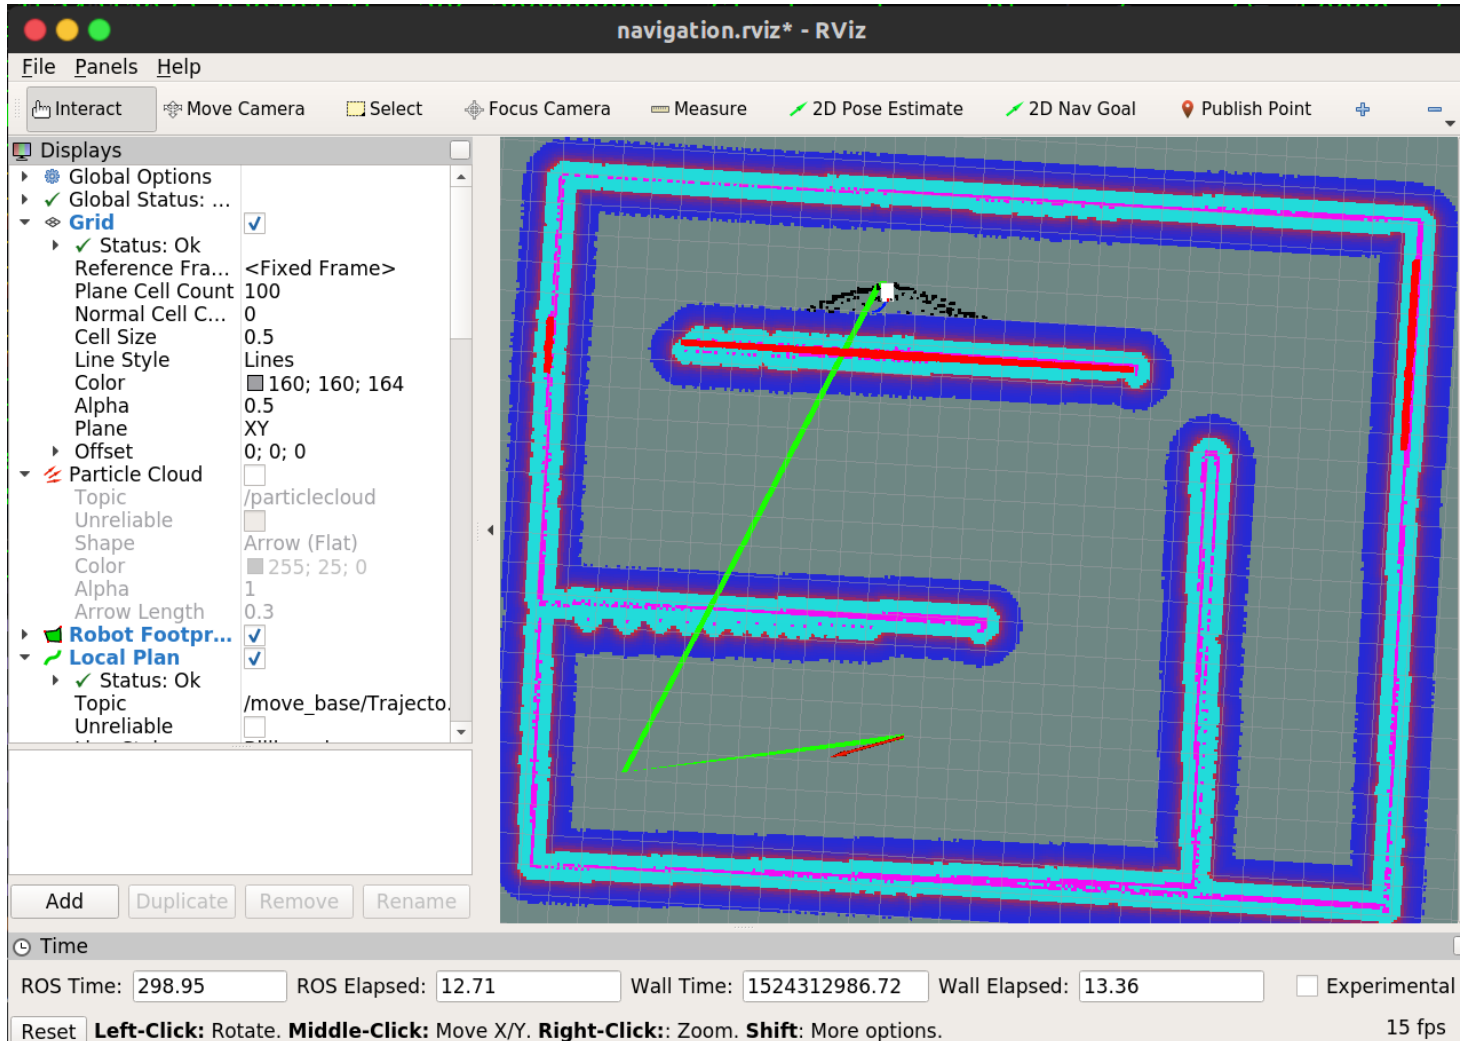 navigation.rviz* - RViz
File Panels Help
Interact Move Camera Select Focus Camera Measure 2D Pose Estimate 2D Nav Goal Publish Point
Displays
Global Options
Global Status: ...
Grid
Status: Ok
Reference Fra... <Fixed Frame>
Plane Cell Count 100
Normal Cell C... 0
Cell Size 0.5
Line Style Lines
Color 160; 160; 164
Alpha 0.5
Plane XY
Offset 0; 0; 0
Particle Cloud
Topic /particlecloud
Unreliable
Shape Arrow (Flat)
Color 255; 25; 0
Alpha 1
Arrow Length 0.3
Robot Footpr...
Local Plan
Status: Ok
Topic /move_base/Trajecto.
Unreliable
Add Duplicate Remove Rename
Time
ROS Time: 298.95 ROS Elapsed: 12.71 Wall Time: 1524312986.72 Wall Elapsed: 13.36 Experimental
Reset Left-Click: Rotate. Middle-Click: Move X/Y. Right-Click:: Zoom. Shift: More options. 15 fps